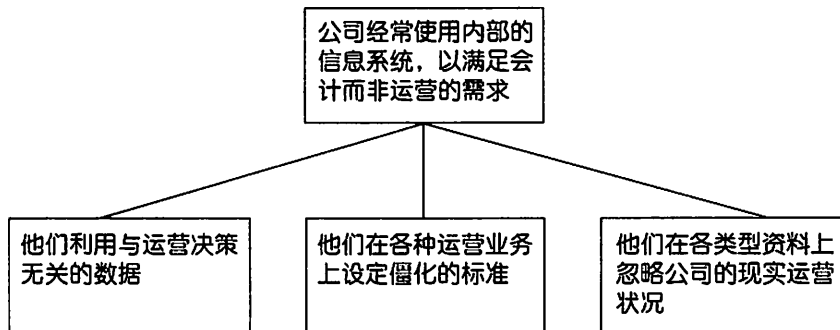 公司经常使用内部的
信息系统，以满足会
计而非运营的需求
他们利用与运营决策
无关的数据
他们在各种运营业务
上设定僵化的标准
他们在各类型资料上
忽略公司的现实运营
状况